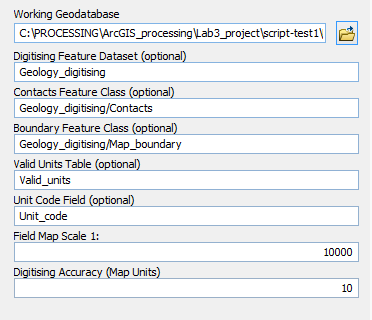 Working Geodatabase
C:\PROCESSING\ArcGIS_processing\Lab3_project\script-test1\
Digitising Feature Dataset (optional)
Geology_digitising
Contacts Feature Class (optional)
Geology_digitising/Contacts
Boundary Feature Class (optional)
Geology_digitising/Map_boundary
Valid Units Table (optional)
Valid_units
Unit Code Field (optional)
Unit_code
Field Map Scale 1:
10000
Digitising Accuracy (Map Units)
10